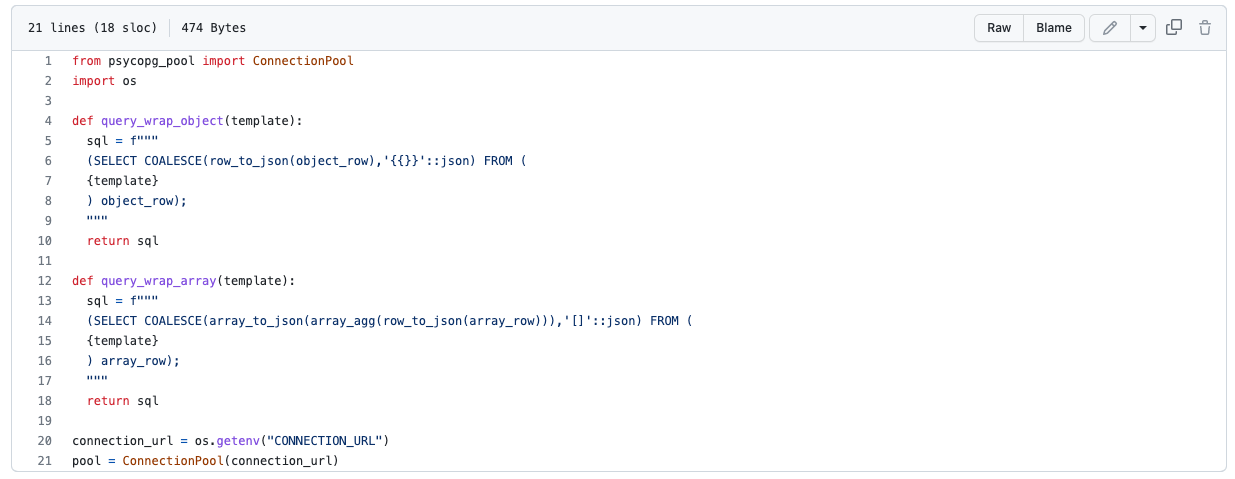 21 lines (18 sloc) 474 Bytes Raw Blame
1 from psycopg_pool import ConnectionPool
2 import os
3
4 def query_wrap_object(template):
5   sql = f"""
6   (SELECT COALESCE(row_to_json(object_row),'{{}}'::json) FROM (
7   {template}
8   ) object_row);
9   """
10   return sql
11
12 def query_wrap_array(template):
13   sql = f"""
14   (SELECT COALESCE(array_to_json(array_agg(row_to_json(array_row))),'[]'::json) FROM (
15   {template}
16   ) array_row);
17   """
18   return sql
19
20 connection_url = os.getenv("CONNECTION_URL")
21 pool = ConnectionPool(connection_url)